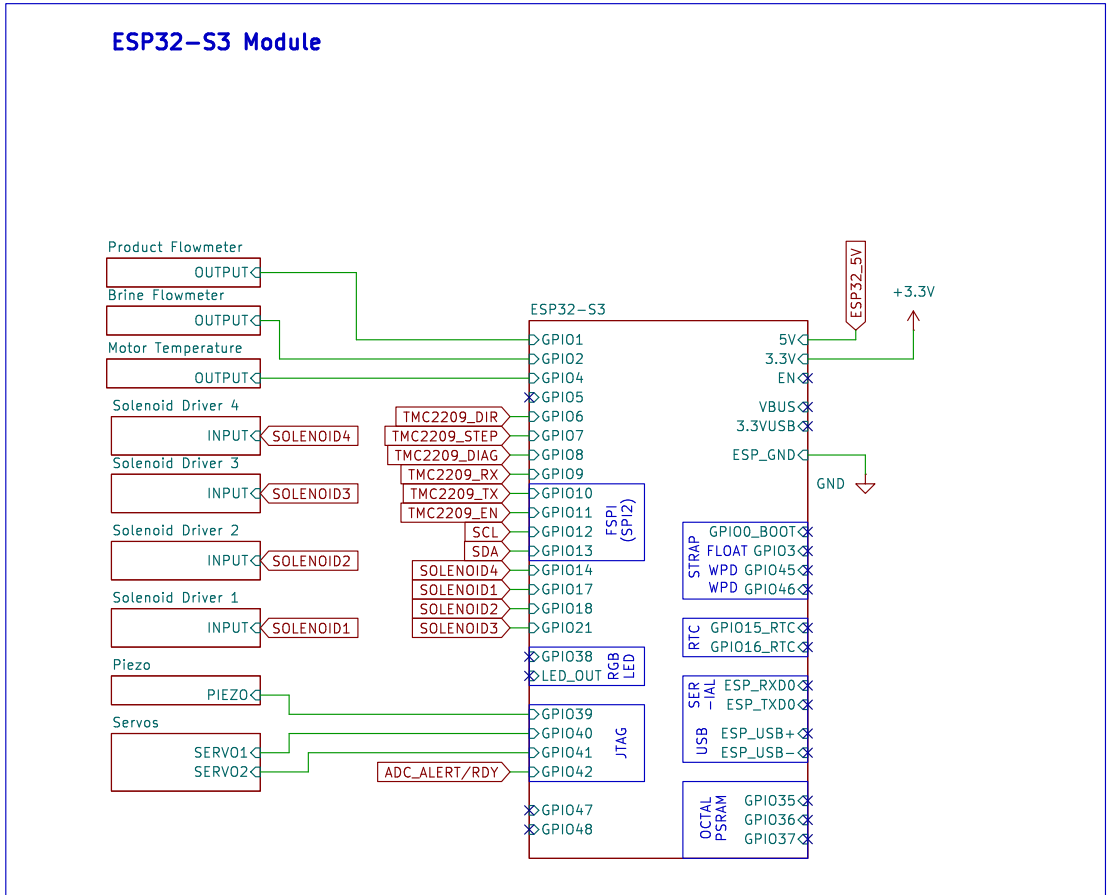 ESP32-S3 Module
Product Flowmeter
OUTPUT
Brine Flowmeter
OUTPUT
Motor Temperature
OUTPUT
Solenoid Driver 4
INPUT
SOLENOID4
Solenoid Driver 3
INPUT
SOLENOID3
Solenoid Driver 2
INPUT
SOLENOID2
Solenoid Driver 1
INPUT
SOLENOID1
Piezo
PIEZO
Servos
SERVO1
SERVO2
TMC2209_DIR
TMC2209_STEP
TMC2209_DIAG
TMC2209_RX
TMC2209_TX
TMC2209_EN
SCL
SDA
SOLENOID4
SOLENOID1
SOLENOID2
SOLENOID3
ADC_ALERT/RDY
ESP32-S3
GPIO1
GPIO2
GPIO4
GPIO5
GPIO6
GPIO7
GPIO8
GPIO9
GPIO10
GPIO11
GPIO12
GPIO13
FSPI
(SPI2)
GPIO14
GPIO17
GPIO18
GPIO21
GPIO38
LED_OUT
RGB
LED
GPIO39
GPIO40
GPIO41
GPIO42
JTAG
GPIO47
GPIO48
5V
3.3V
EN
VBUS
3.3VUSB
ESP_GND
STRAP
GPIO0_BOOT
FLOAT GPIO3
WPD GPIO45
WPD GPIO46
RTC
GPIO15_RTC
GPIO16_RTC
SER
-IAL
ESP_RXD0
ESP_TXD0
USB
ESP_USB+
ESP_USB-
OCTAL
PSRAM
GPIO35
GPIO36
GPIO37
ESP32_5V
+3.3V
GND